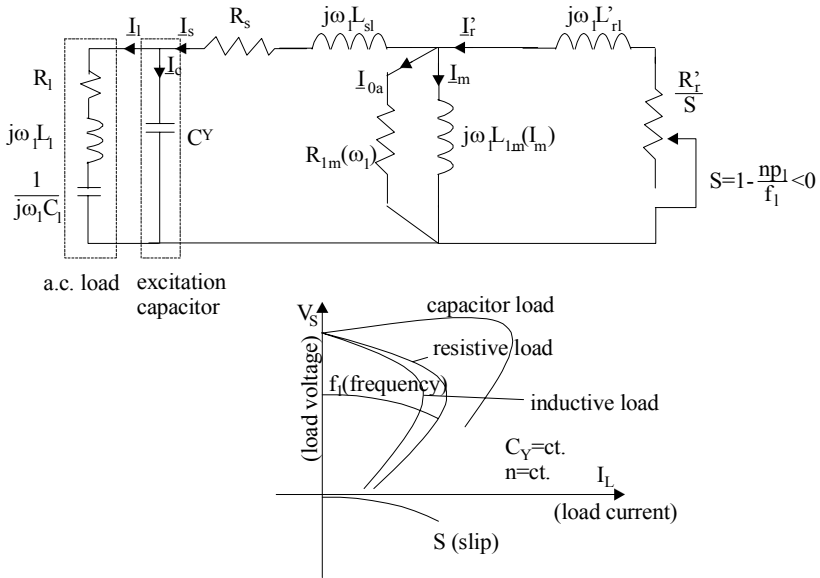 I_l
I_s
R_s
jω_1L_sl
I'_r
jω_1L'_rl
R_l
jω_1L_l
1/(jω_1C_l)
I_c
C_Y
I_0a
I_m
R_1m(ω_1)
jω_1L_1m(I_m)
R'_r/S
S=1-np_1/f_1<0
a.c. load
excitation
capacitor
V_S
(load voltage)
capacitor load
resistive load
f_1(frequency)
inductive load
C_Y=ct.
n=ct.
I_L
(load current)
S (slip)